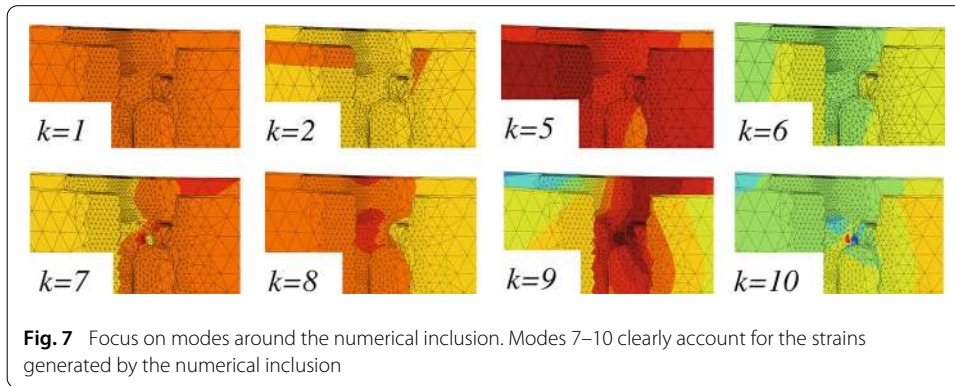 k=1
k=2
k=5
k=6
k=7
k=8
k=9
k=10
Fig. 7 Focus on modes around the numerical inclusion. Modes 7–10 clearly account for the strains
generated by the numerical inclusion